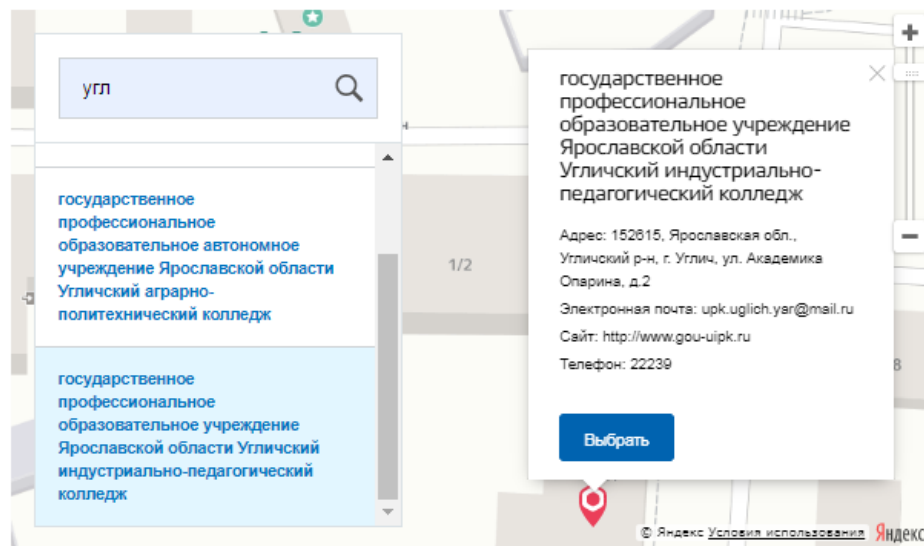 угл
государственное
профессиональное
образовательное автономное
учреждение Ярославской области
Угличский аграрно-
политехнический колледж
государственное
профессиональное
образовательное учреждение
Ярославской области Угличский
индустриально-педагогический
колледж
н
1/2
государственное
профессиональное
образовательное учреждение
Ярославской области
Угличский индустриально-
педагогический колледж
Адрес: 152615, Ярославская обл.,
Угличский р-н, г. Углич, ул. Академика
Опарина, д.2
Электронная почта: upk.uglich.yar@mail.ru
Сайт: http://www.gou-uipk.ru
Телефон: 22239
Выбрать
8
© Яндекс Условия использования Яндекс